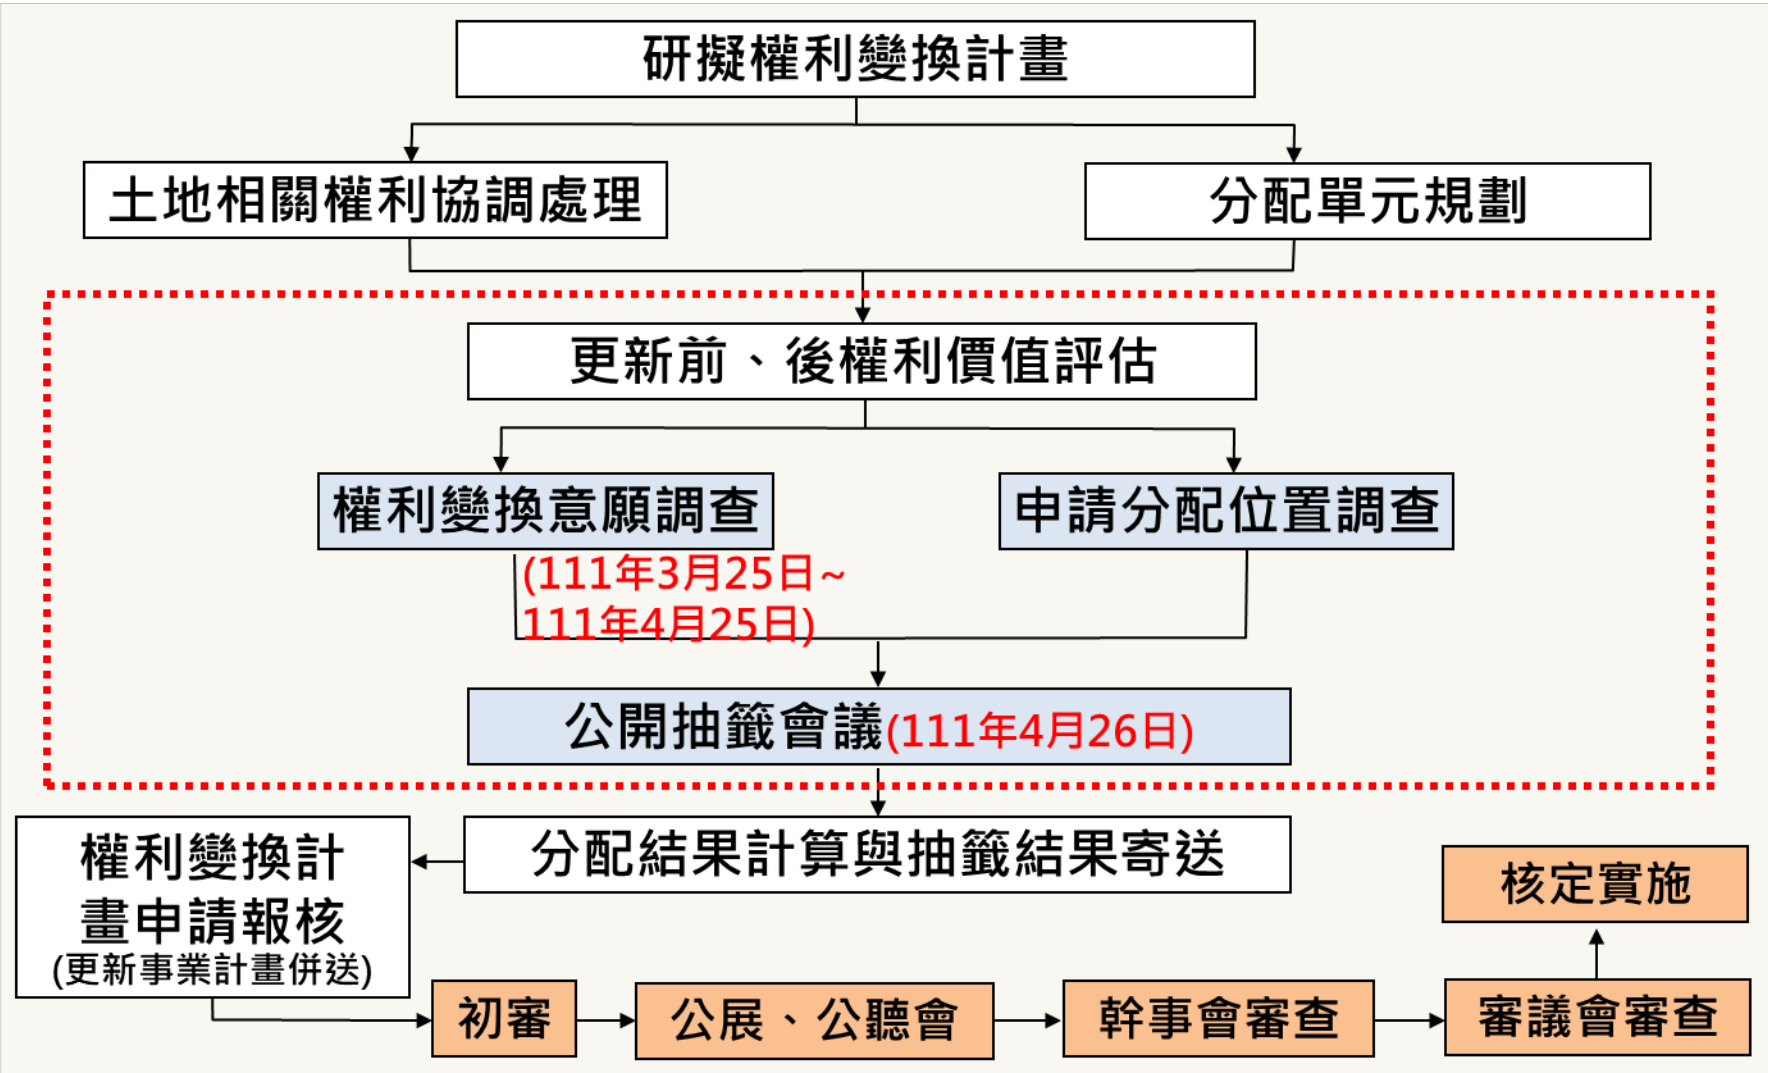 研擬權利變換計畫
土地相關權利協調處理
分配單元規劃
更新前、後權利價值評估
權利變換意願調查
申請分配位置調查
(111年3月25日~
111年4月25日)
公開抽籤會議(111年4月26日)
分配結果計算與抽籤結果寄送
權利變換計
畫申請報核
(更新事業計畫併送)
初審
公展、公聽會
幹事會審查
審議會審查
核定實施